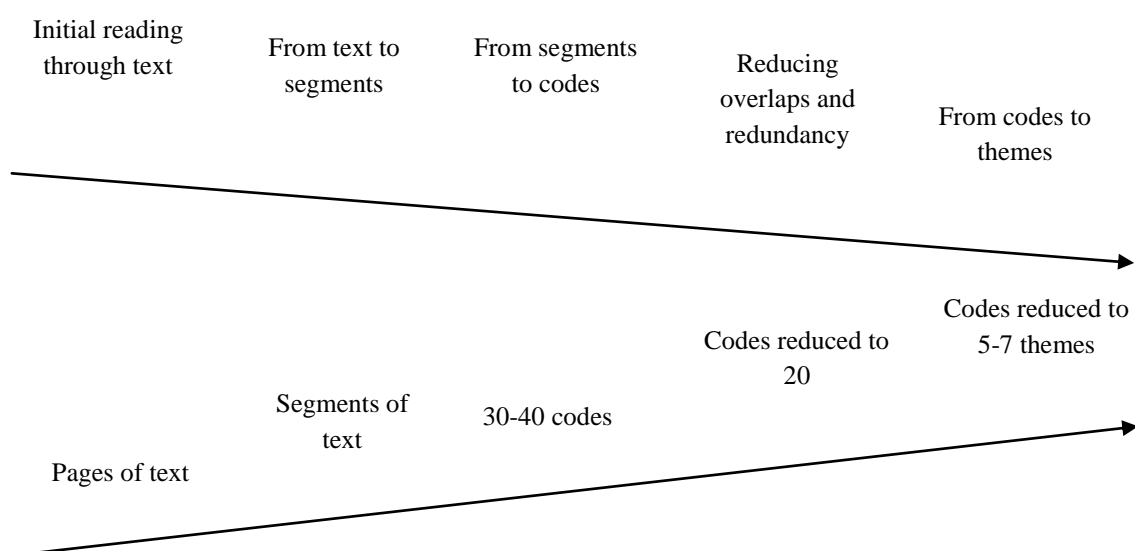 Initial reading
through text
From text to
segments
From segments
to codes
Reducing
overlaps and
redundancy
From codes to
themes
Pages of text
Segments of
text
30-40 codes
Codes reduced to
20
Codes reduced to
5-7 themes